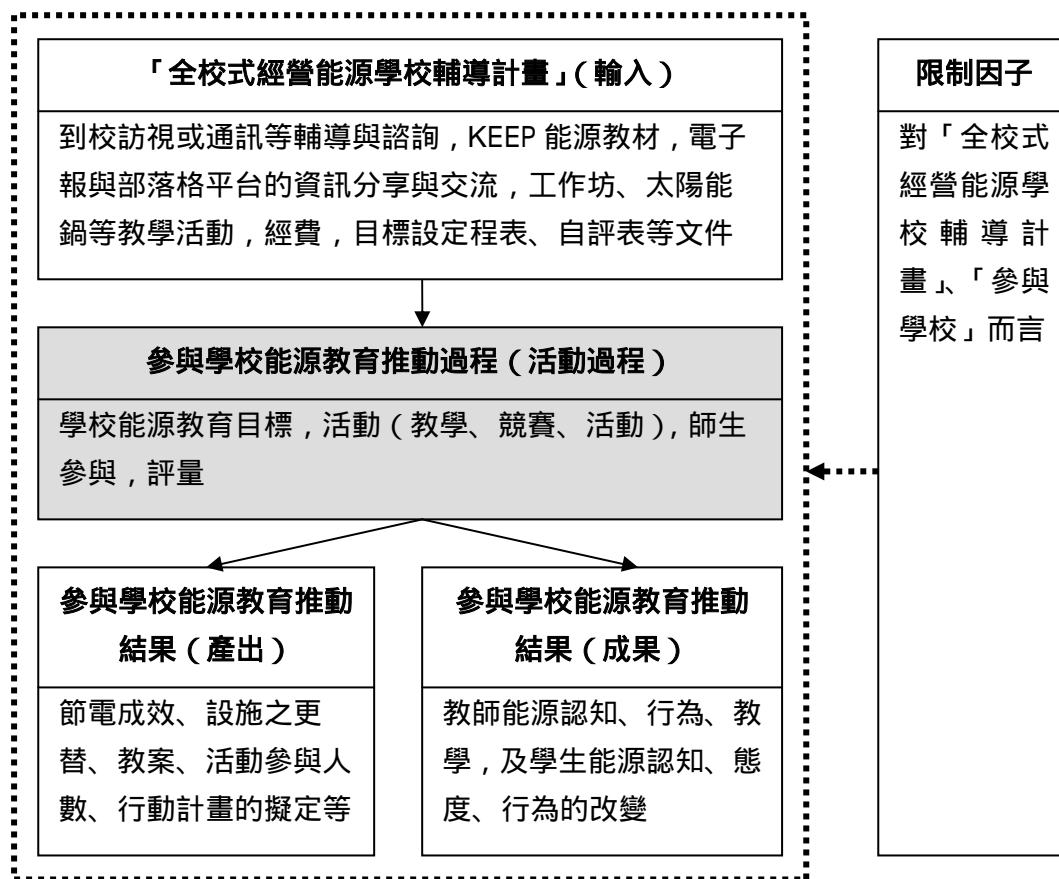 「全校式經營能源學校輔導計畫」(輸入)
到校訪視或通訊等輔導與諮詢，KEEP 能源教材，電子
報與部落格平台的資訊分享與交流，工作坊、太陽能
鍋等教學活動，經費，目標設定程表、自評表等文件
參與學校能源教育推動過程(活動過程)
學校能源教育目標，活動(教學、競賽、活動)，師生
參與，評量
參與學校能源教育推動
結果(產出)
節電成效、設施之更
替、教案、活動參與人
數、行動計畫的擬定等
參與學校能源教育推動
結果(成果)
教師能源認知、行為、教
學，及學生能源認知、態
度、行為的改變
限制因子
對「全校式
經營能源學
校輔導計
畫」、「參與
學校」而言